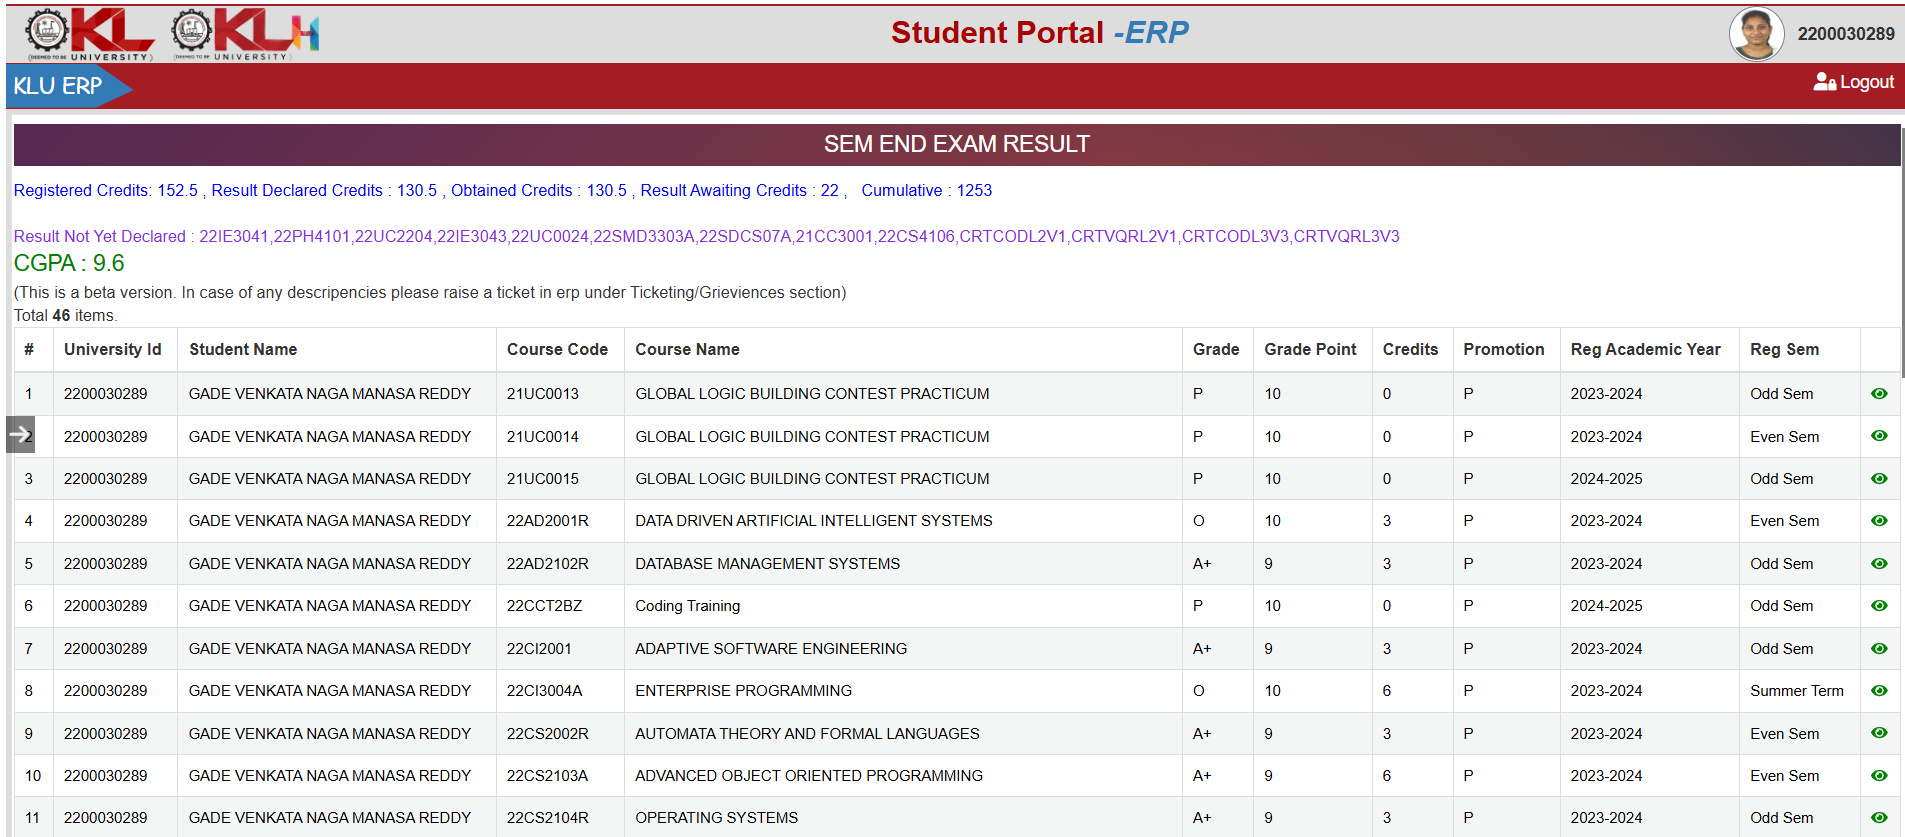 KL KLH
(DEEMED TO BE UNIVERSITY) (DEEMED TO BE UNIVERSITY)
Student Portal -ERP
2200030289
KLU ERP
Logout
SEM END EXAM RESULT
Registered Credits: 152.5 , Result Declared Credits : 130.5 , Obtained Credits : 130.5 , Result Awaiting Credits : 22 , Cumulative : 1253
Result Not Yet Declared : 22IE3041,22PH4101,22UC2204,22IE3043,22UC0024,22SMD3303A,22SDCS07A,21CC3001,22CS4106,CRTCODL2V1,CRTVQRL2V1,CRTCODL3V3,CRTVQRL3V3
CGPA : 9.6
(This is a beta version. In case of any descripencies please raise a ticket in erp under Ticketing/Grieviences section)
Total 46 items.
# University Id Student Name Course Code Course Name Grade Grade Point Credits Promotion Reg Academic Year Reg Sem
1 2200030289 GADE VENKATA NAGA MANASA REDDY 21UC0013 GLOBAL LOGIC BUILDING CONTEST PRACTICUM P 10 0 P 2023-2024 Odd Sem
2 2200030289 GADE VENKATA NAGA MANASA REDDY 21UC0014 GLOBAL LOGIC BUILDING CONTEST PRACTICUM P 10 0 P 2023-2024 Even Sem
3 2200030289 GADE VENKATA NAGA MANASA REDDY 21UC0015 GLOBAL LOGIC BUILDING CONTEST PRACTICUM P 10 0 P 2024-2025 Odd Sem
4 2200030289 GADE VENKATA NAGA MANASA REDDY 22AD2001R DATA DRIVEN ARTIFICIAL INTELLIGENT SYSTEMS O 10 3 P 2023-2024 Even Sem
5 2200030289 GADE VENKATA NAGA MANASA REDDY 22AD2102R DATABASE MANAGEMENT SYSTEMS A+ 9 3 P 2023-2024 Odd Sem
6 2200030289 GADE VENKATA NAGA MANASA REDDY 22CCT2BZ Coding Training P 10 0 P 2024-2025 Odd Sem
7 2200030289 GADE VENKATA NAGA MANASA REDDY 22CI2001 ADAPTIVE SOFTWARE ENGINEERING A+ 9 3 P 2023-2024 Odd Sem
8 2200030289 GADE VENKATA NAGA MANASA REDDY 22CI3004A ENTERPRISE PROGRAMMING O 10 6 P 2023-2024 Summer Term
9 2200030289 GADE VENKATA NAGA MANASA REDDY 22CS2002R AUTOMATA THEORY AND FORMAL LANGUAGES A+ 9 3 P 2023-2024 Even Sem
10 2200030289 GADE VENKATA NAGA MANASA REDDY 22CS2103A ADVANCED OBJECT ORIENTED PROGRAMMING A+ 9 6 P 2023-2024 Even Sem
11 2200030289 GADE VENKATA NAGA MANASA REDDY 22CS2104R OPERATING SYSTEMS A+ 9 3 P 2023-2024 Odd Sem